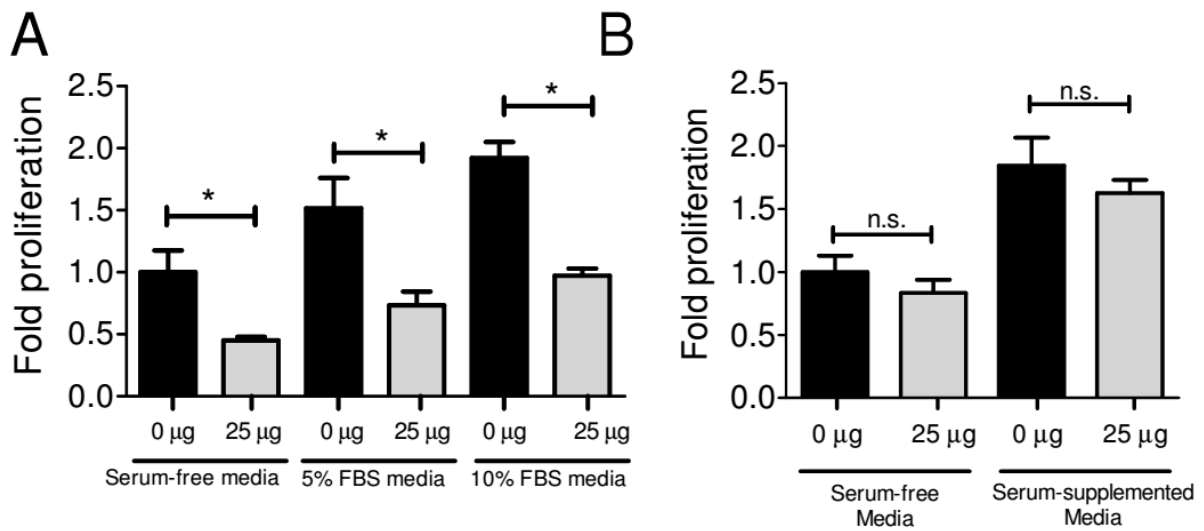 A
Fold proliferation
2.5
2.0
1.5
1.0
0.5
0.0
*
*
*
0 µg 25 µg 0 µg 25 µg 0 µg 25 µg
Serum-free media 5% FBS media 10% FBS media
B
Fold proliferation
2.5
2.0
1.5
1.0
0.5
0.0
n.s.
n.s.
0 µg 25 µg 0 µg 25 µg
Serum-free Serum-supplemented
Media Media